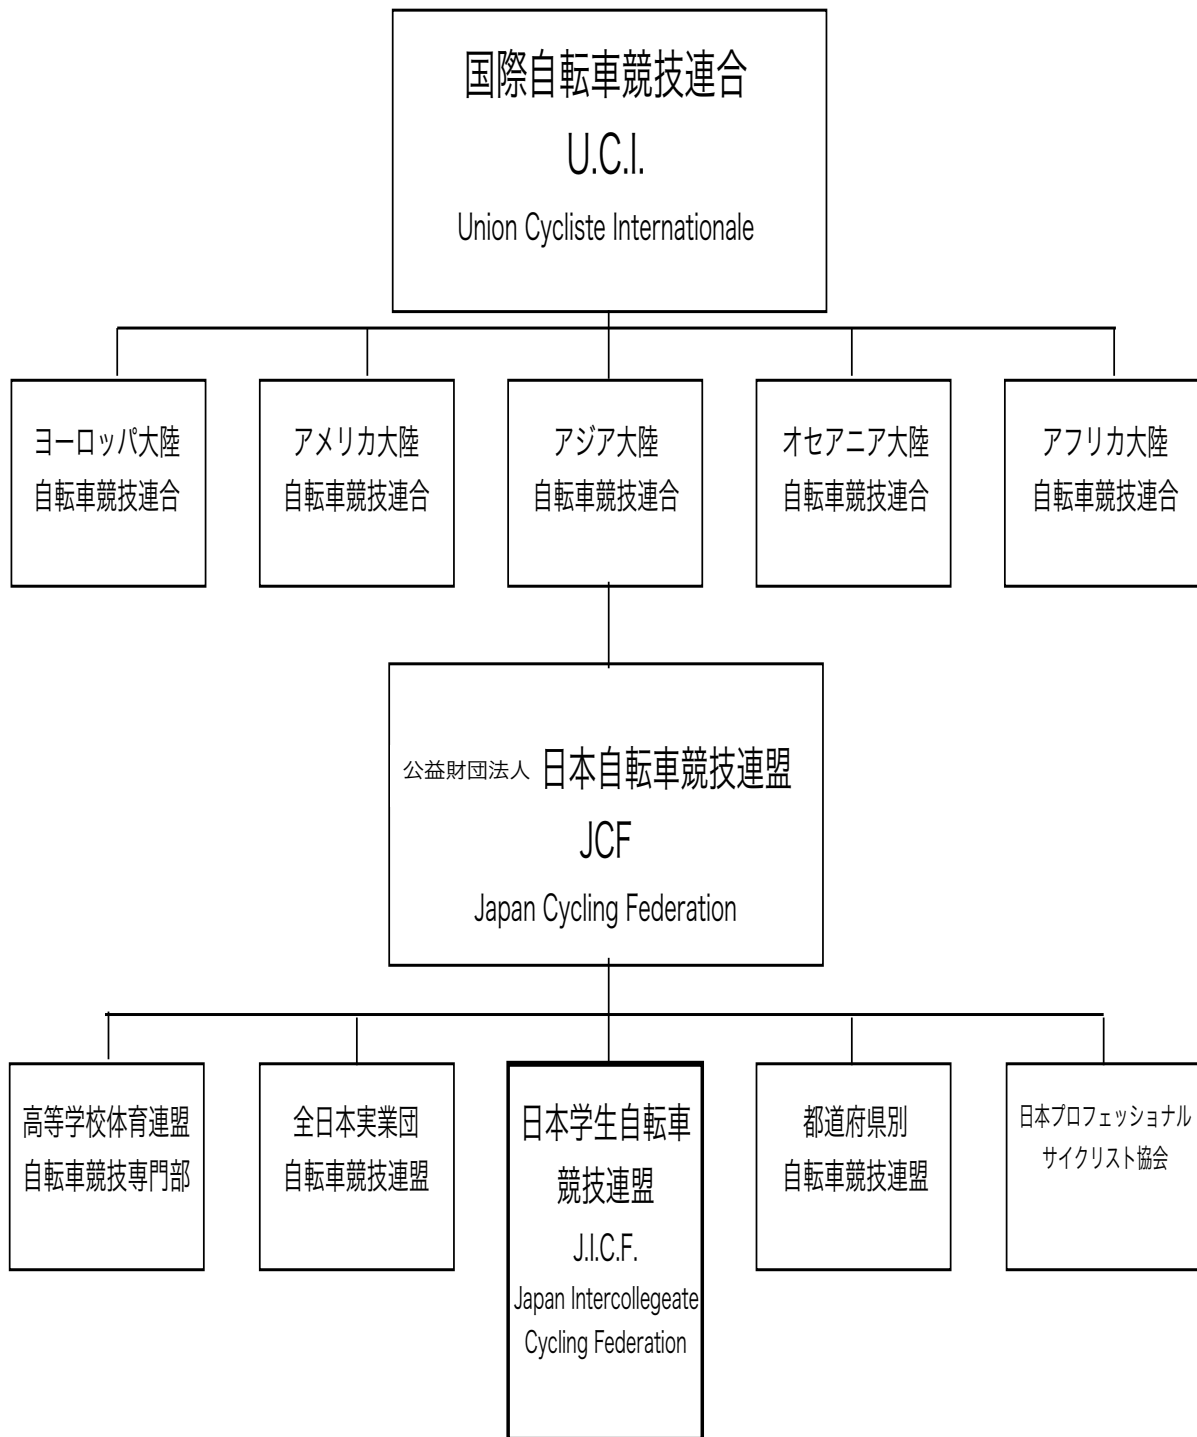 国際自転車競技連合
U.C.I.
Union Cycliste Internationale
ヨーロッパ大陸
自転車競技連合
アメリカ大陸
自転車競技連合
アジア大陸
自転車競技連合
オセアニア大陸
自転車競技連合
アフリカ大陸
自転車競技連合
公益財団法人 日本自転車競技連盟
JCF
Japan Cycling Federation
高等学校体育連盟
自転車競技専門部
全日本実業団
自転車競技連盟
日本学生自転車
競技連盟
J.I.C.F.
Japan Intercollegeate
Cycling Federation
都道府県別
自転車競技連盟
日本プロフェッショナル
サイクリスト協会